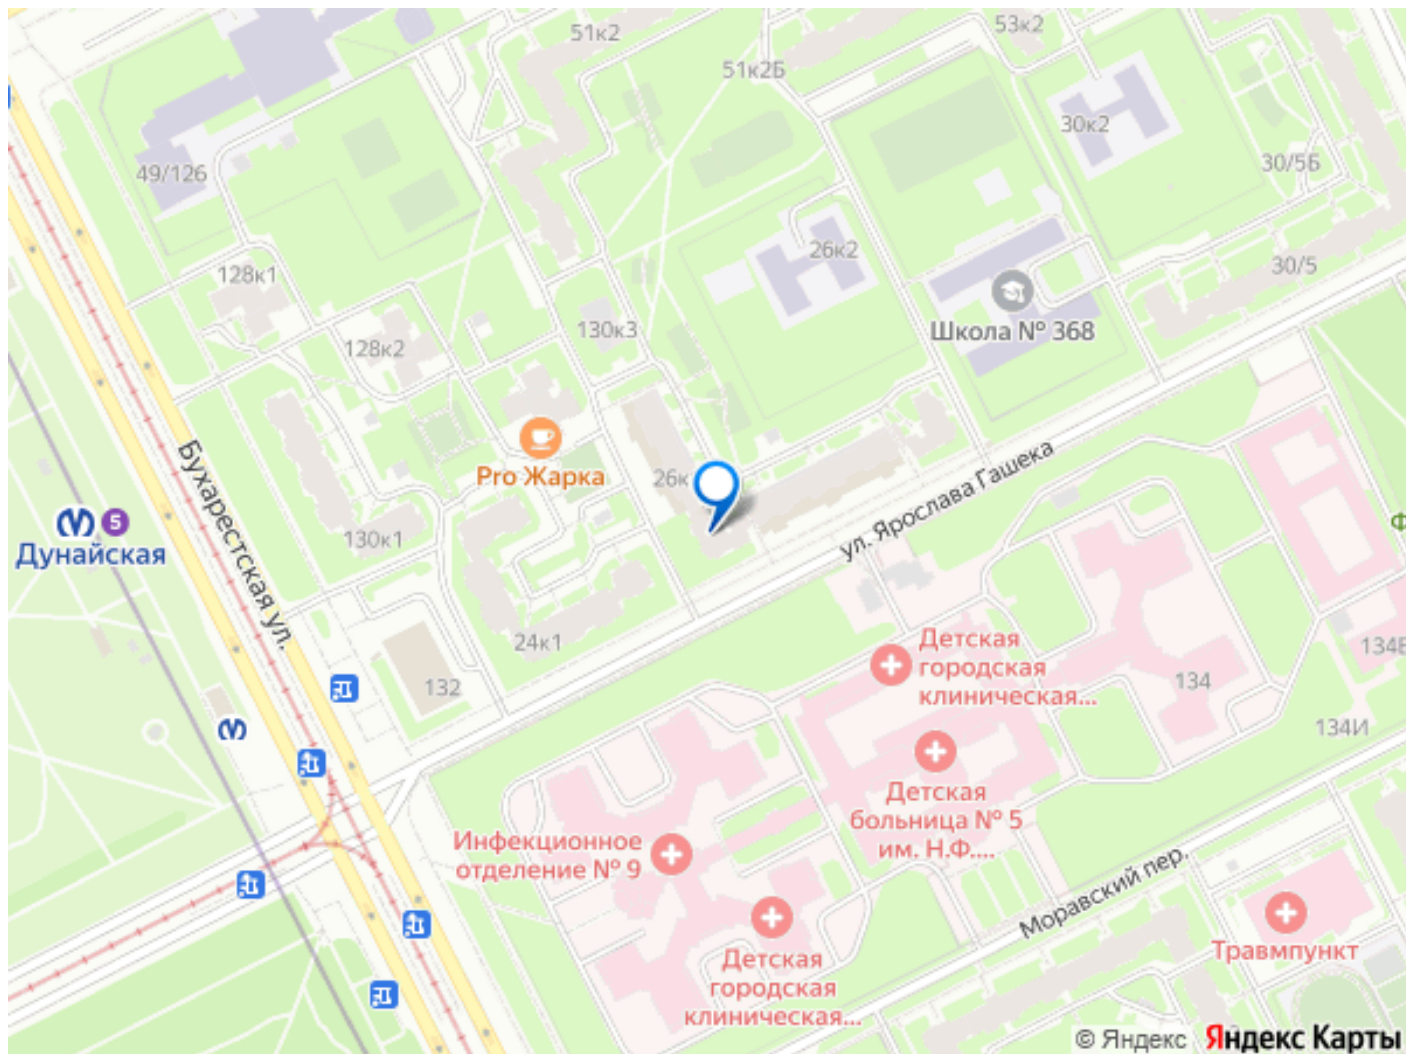 51к2
53к2
51к2Б
30к2
49/126
30/5Б
26к2
128к1
30/5
130к3
Школа № 368
128к2
Бухарестская ул.
ул. Ярослава Гашека
Pro Жарка
26к
5
Дунайская
130к1
24к1
Детская
городская
клиническая...
132
134
134И
Детская
больница № 5
им. Н.Ф....
Инфекционное
отделение № 9
Моравский пер.
Травмпункт
Детская
городская
клиническая...
© Яндекс Яндекс Карты